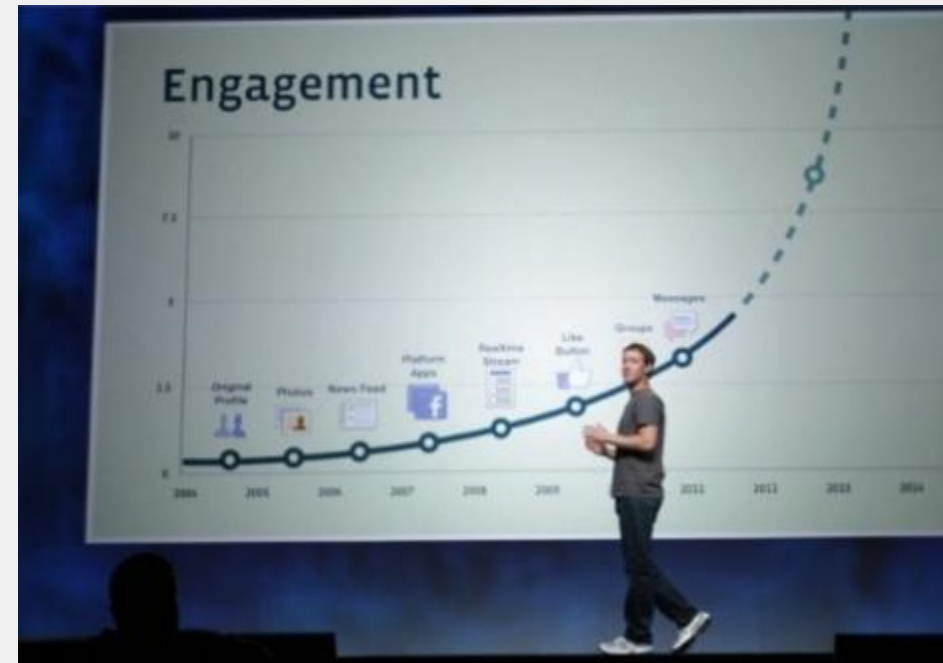 Engagement
10
7.5
5
Messages
Groups
Like
Button
Realtime
Stream
Platform
Apps
News Feed
Photos
Original
Profile
2.5
0
2004 2005 2006 2007 2008 2009 2011 2012 2013 2014